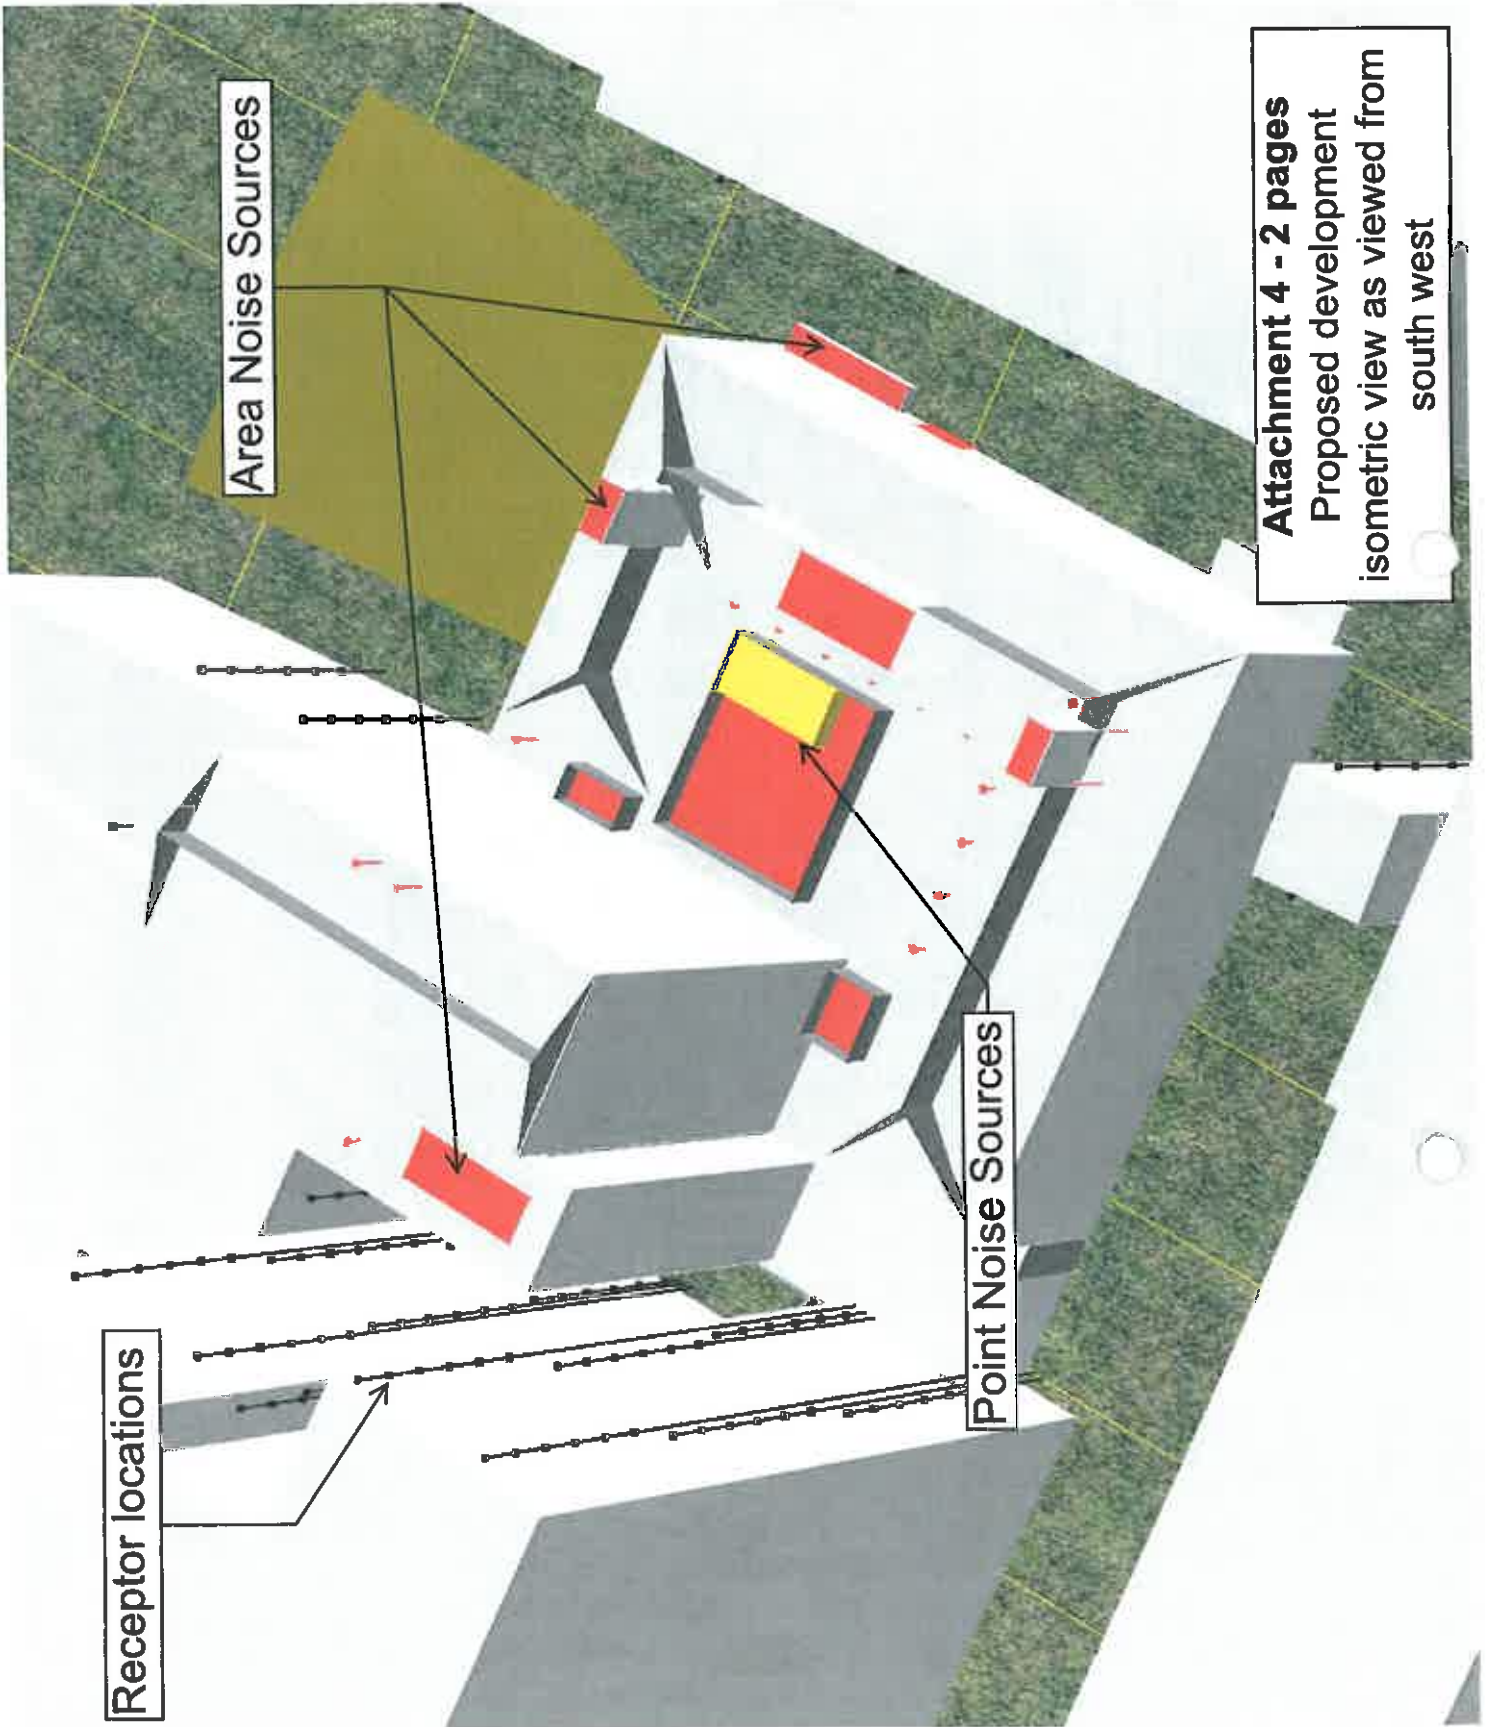 Receptor locations
Area Noise Sources
Point Noise Sources
Attachment 4 - 2 pages
Proposed development
isometric view as viewed from
south west